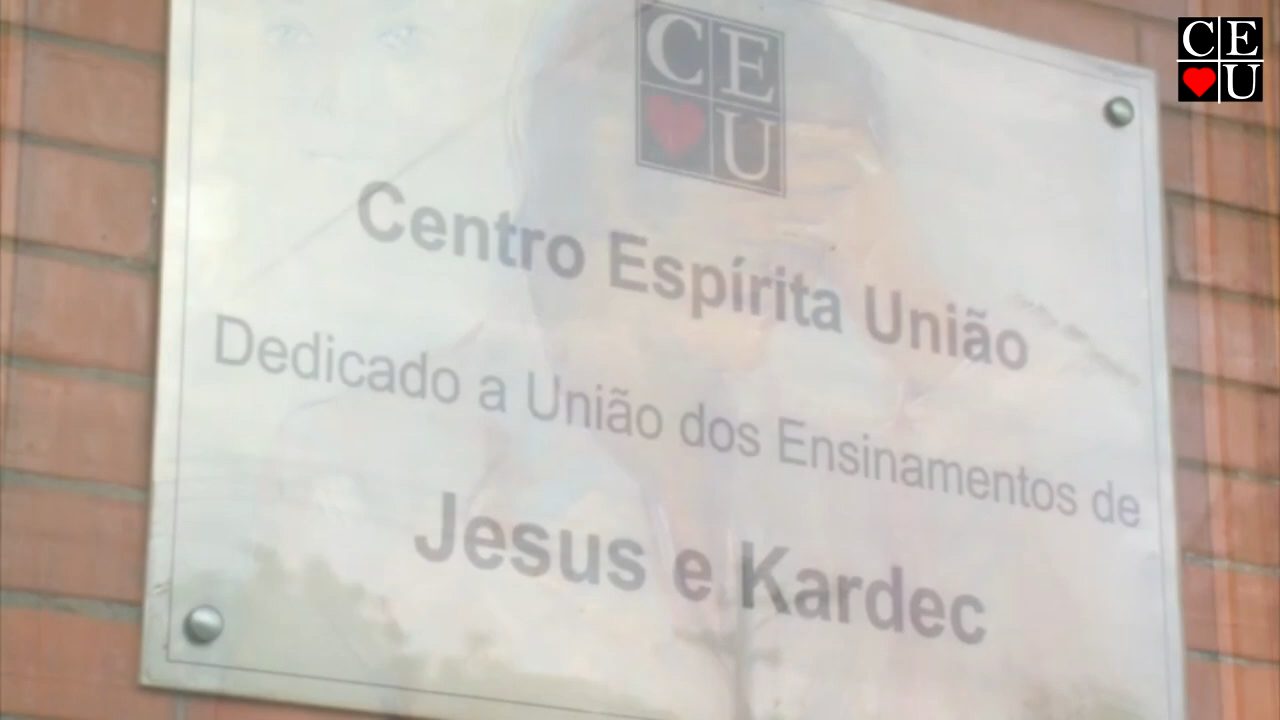 CE
U
CE
U
Centro Espírita União
Dedicado a União dos Ensinamentos de
Jesus e Kardec